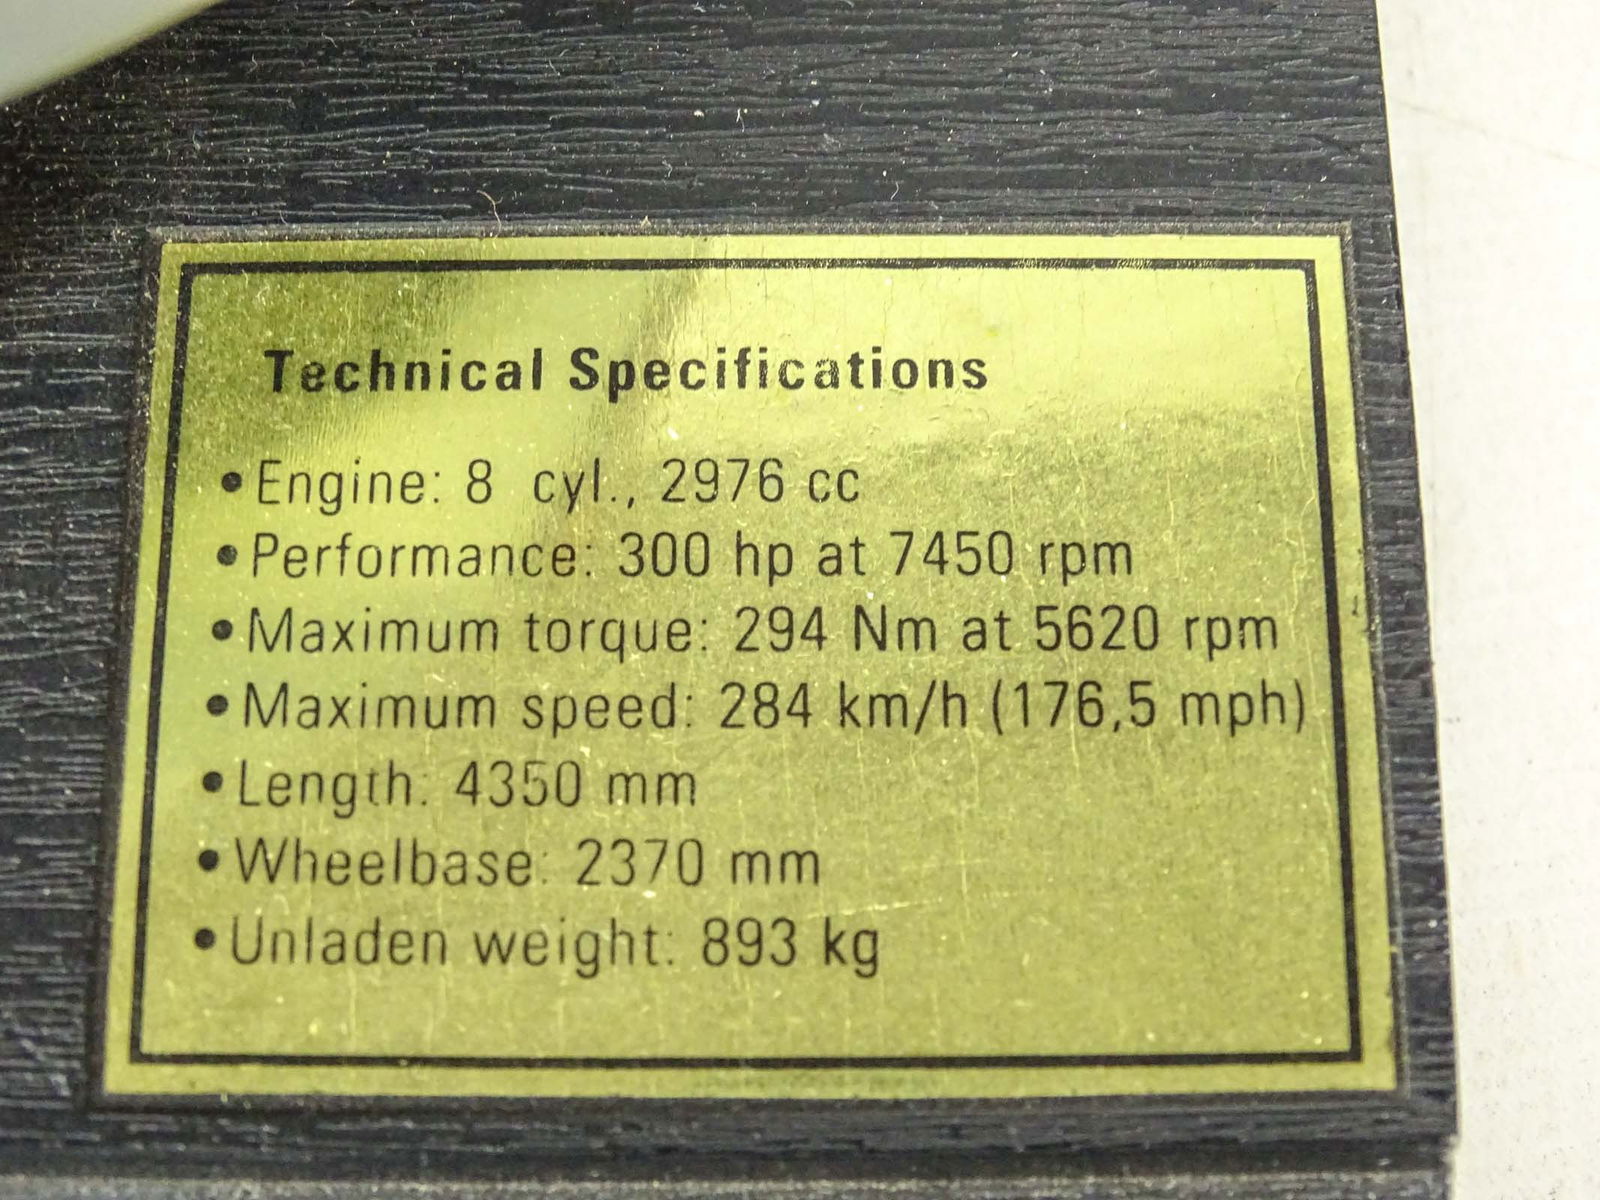 Technical Specifications
• Engine: 8 cyl., 2976 cc
• Performance: 300 hp at 7450 rpm
• Maximum torque: 294 Nm at 5620 rpm
• Maximum speed: 284 km/h (176,5 mph)
• Length: 4350 mm
• Wheelbase: 2370 mm
• Unladen weight: 893 kg